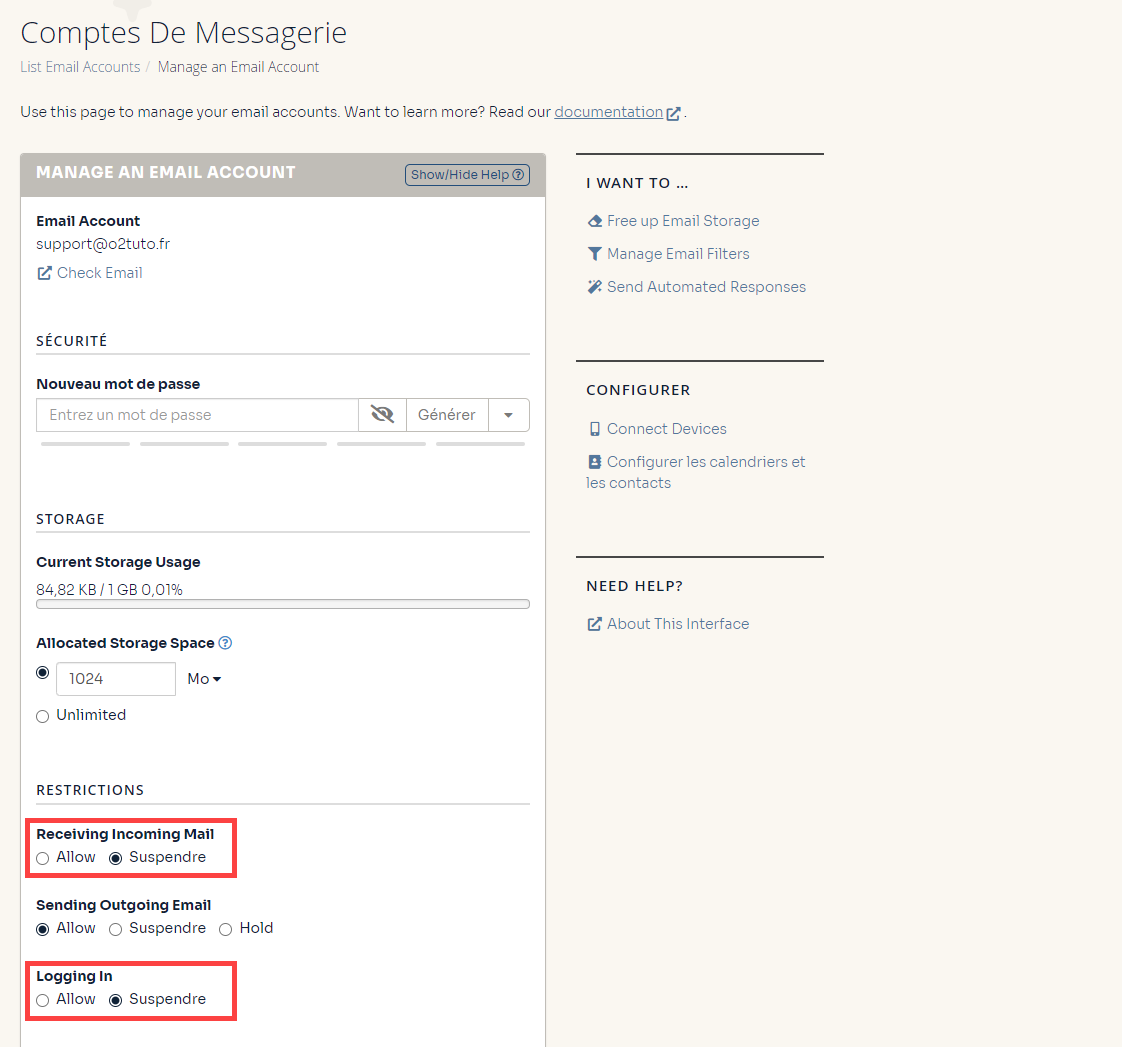 Comptes De Messagerie
List Email Accounts / Manage an Email Account
Use this page to manage your email accounts. Want to learn more? Read our documentation .
MANAGE AN EMAIL ACCOUNT
Show/Hide Help ?
Email Account
support@o2tuto.fr
Check Email
SÉCURITÉ
Nouveau mot de passe
Entrez un mot de passe
Générer
STORAGE
Current Storage Usage
84,82 KB / 1 GB 0,01%
Allocated Storage Space ?
1024 Mo
Unlimited
RESTRICTIONS
Receiving Incoming Mail
Allow Suspendre
Sending Outgoing Email
Allow Suspendre Hold
Logging In
Allow Suspendre
I WANT TO ...
Free up Email Storage
Manage Email Filters
Send Automated Responses
CONFIGURER
Connect Devices
Configurer les calendriers et
les contacts
NEED HELP?
About This Interface